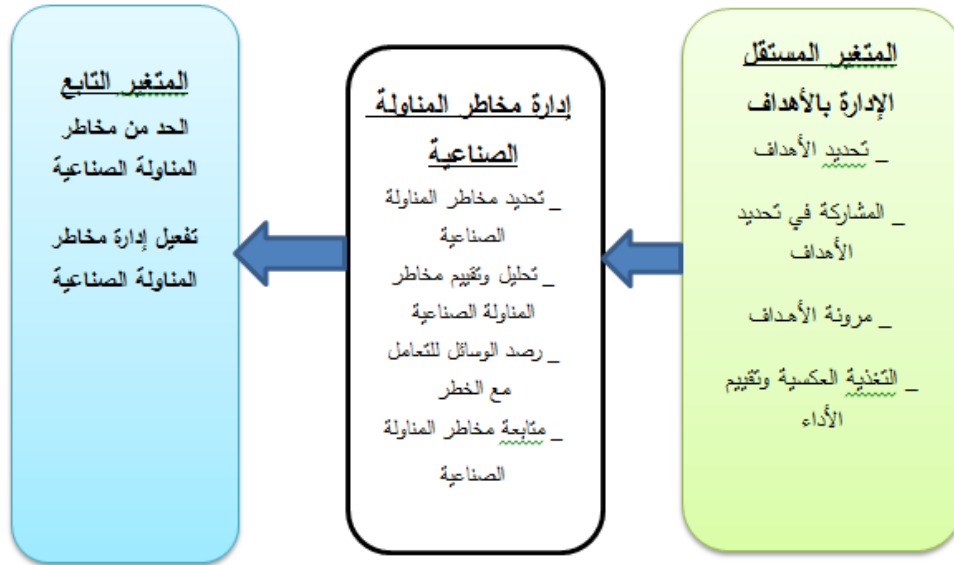 المتغير المستقل
الإدارة بالأهداف
_ تحديد الأهداف
_ المشاركة في تحديد
الأهداف
_ مرونة الأهداف
_ التغذية العكسية وتقييم
الأداء
إدارة مخاطر المناولة
الصناعية
_ تحديد مخاطر المناولة
الصناعية
_ تحليل وتقييم مخاطر
المناولة الصناعية
_ رصد الوسائل للتعامل
مع الخطر
_ متابعة مخاطر المناولة
الصناعية
المتغير التابع
الحد من مخاطر
المناولة الصناعية
تفعيل إدارة مخاطر
المناولة الصناعية